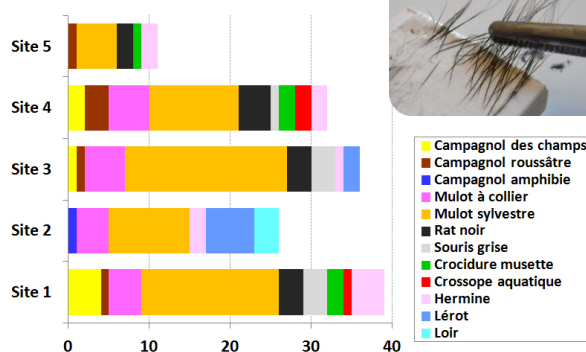 Site 5
Site 4
Site 3
Site 2
Site 1
0 10 20 30 40
Campagnol des champs
Campagnol roussâtre
Campagnol amphibie
Mulot à collier
Mulot sylvestre
Rat noir
Souris grise
Crocidure musette
Crossope aquatique
Hermine
Lérot
Loir